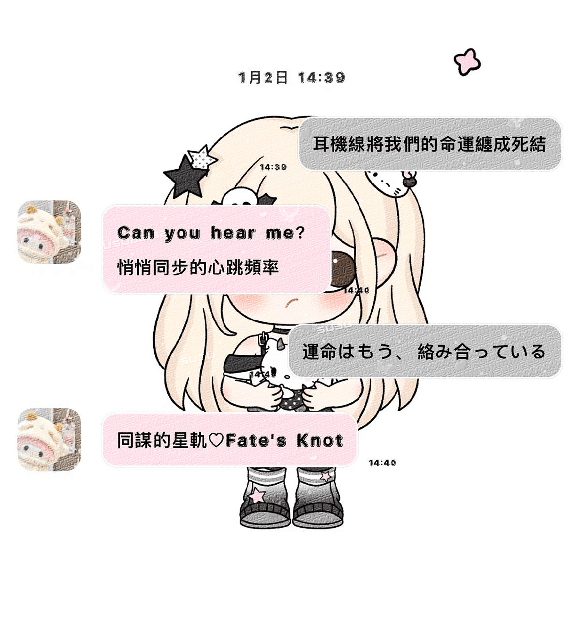 1月2日 14:39
耳機線將我們的命運纏成死結
14:39
Can you hear me?
悄悄同步的心跳頻率
14:40
運命はもう、絡み合っている
14:40
同謀的星軌♡Fate's Knot
14:40